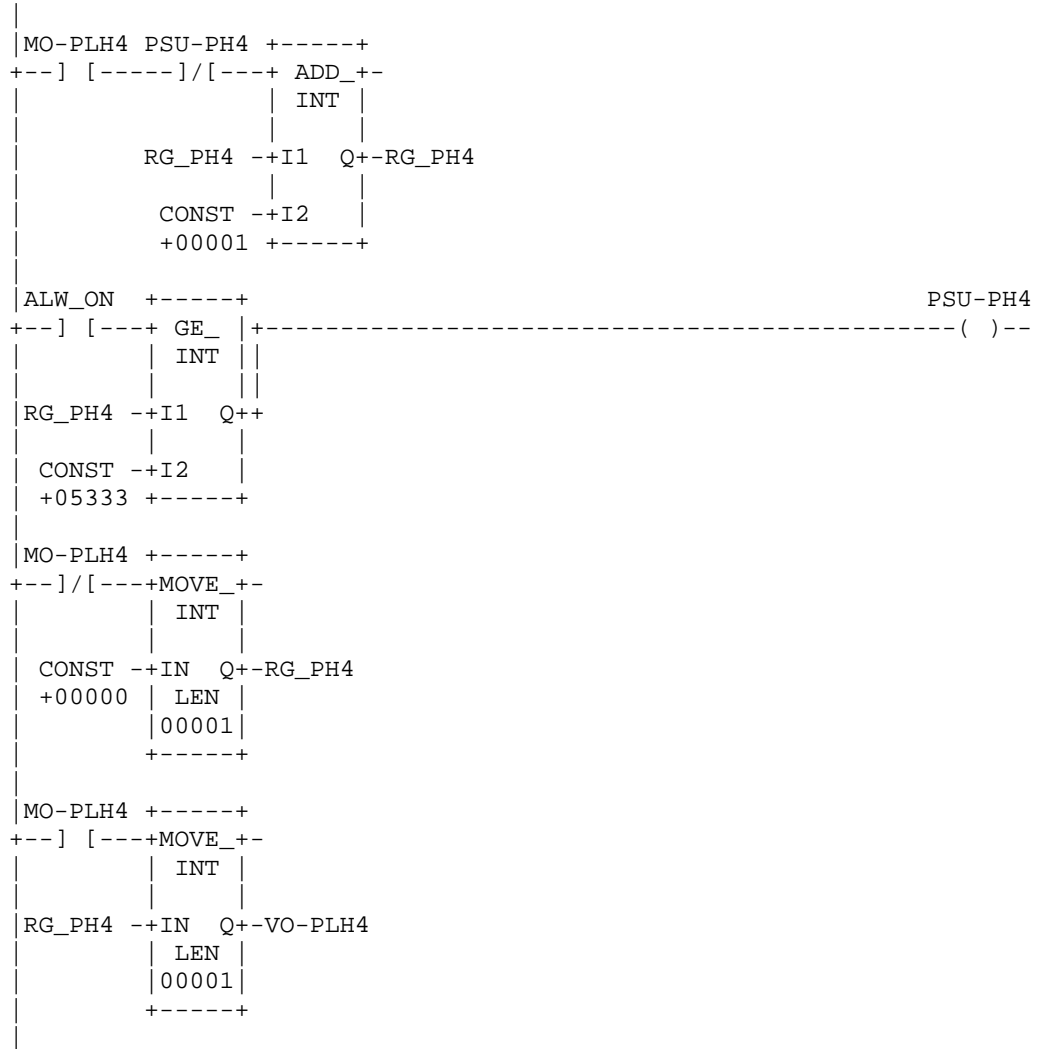 |
|MO-PLH4 PSU-PH4 +-----+
+--] [-----]/[---+ ADD_+-
|                | INT |
|                |     |
|        RG_PH4 -+I1  Q+-RG_PH4
|                |     |
|         CONST -+I2   |
|         +00001 +-----+
|
|ALW_ON  +-----+                                        PSU-PH4
+--] [---+ GE_ |+-----------------------------------------( )--
|        | INT ||
|        |     ||
|RG_PH4 -+I1  Q++
|        |     |
| CONST -+I2   |
| +05333 +-----+
|
|MO-PLH4 +-----+
+--]/[---+MOVE_+-
|        | INT |
|        |     |
| CONST -+IN  Q+-RG_PH4
| +00000 | LEN |
|        |00001|
|        +-----+
|
|MO-PLH4 +-----+
+--] [---+MOVE_+-
|        | INT |
|        |     |
|RG_PH4 -+IN  Q+-VO-PLH4
|        | LEN |
|        |00001|
|        +-----+
|